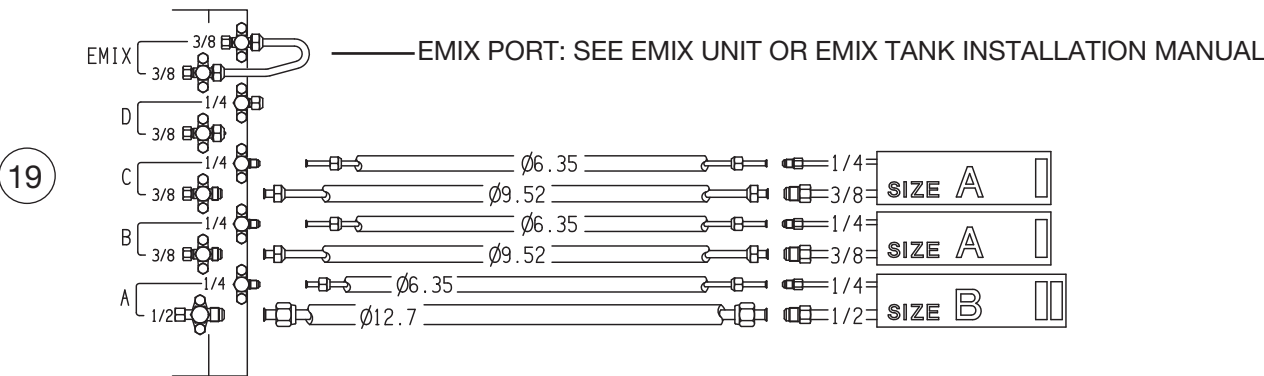 3/8
EMIX PORT: SEE EMIX UNIT OR EMIX TANK INSTALLATION MANUAL
EMIX
3/8
1/4
D
3/8
19
1/4
Ø6.35
1/4
C
SIZE A
3/8
Ø9.52
3/8
1/4
Ø6.35
1/4
B
SIZE A
3/8
Ø9.52
3/8
1/4
Ø6.35
1/4
A
SIZE B
1/2
Ø12.7
1/2